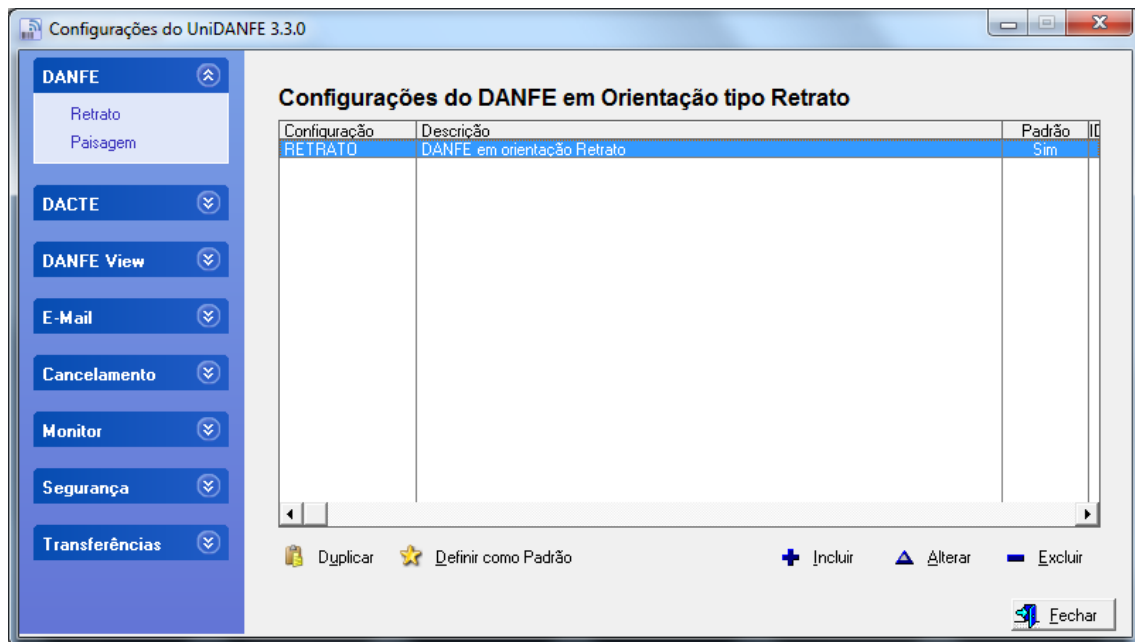 Configurações do UniDANFE 3.3.0
DANFE
Retrato
Paisagem
DACTE
DANFE View
E-Mail
Cancelamento
Monitor
Segurança
Transferências
Configurações do DANFE em Orientação tipo Retrato
Configuração Descrição Padrão ID
RETRATO DANFE em orientação Retrato Sim
Duplicar Definir como Padrão Incluir Alterar Excluir
Fechar